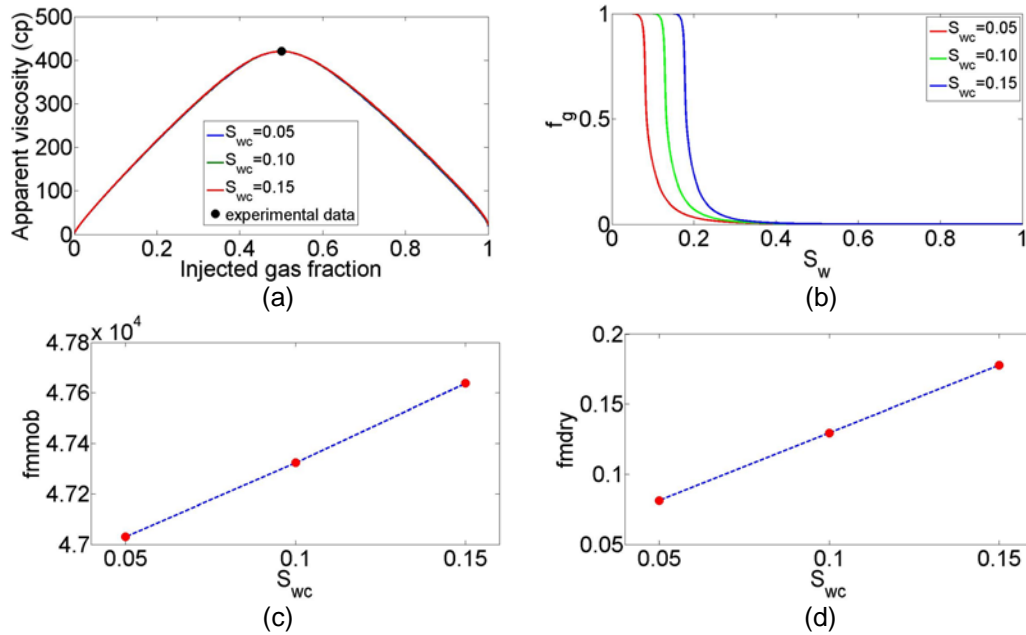 500
400
300
200
100
0
Apparent viscosity (cp)
S_wc=0.05
S_wc=0.10
S_wc=0.15
experimental data
0 0.2 0.4 0.6 0.8 1
Injected gas fraction
(a)
1
0.5
0
f_g
S_wc=0.05
S_wc=0.10
S_wc=0.15
0 0.2 0.4 0.6 0.8 1
S_w
(b)
4.78 x 10^4
4.76
4.74
4.72
4.7
fmmob
0.05 0.1 0.15
S_wc
(c)
0.2
0.15
0.1
0.05
fmdry
0.05 0.1 0.15
S_wc
(d)